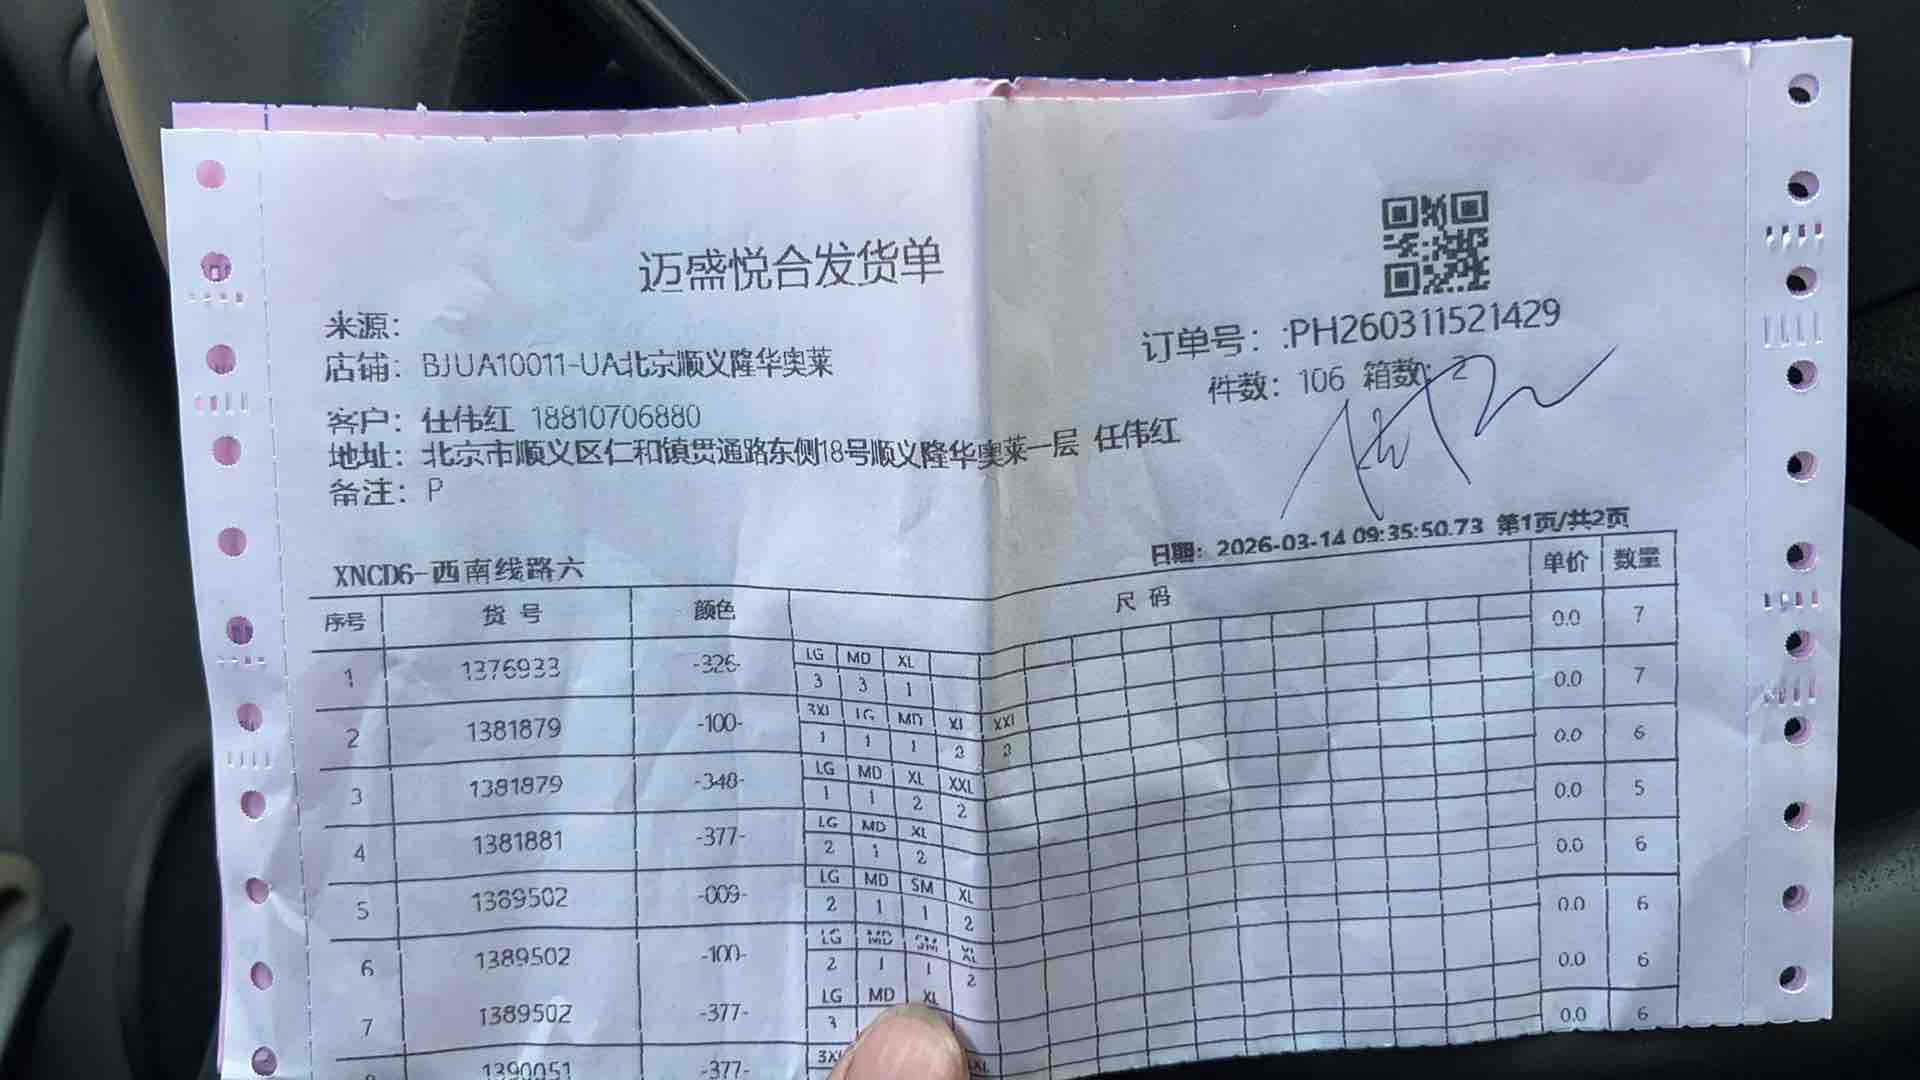 迈盛悦合发货单
来源：
店铺：BJUA10011-UA北京顺义隆华奥莱
订单号：:PH260311521429
件数：106 箱数：2
客户：任伟红 18810706880
地址：北京市顺义区仁和镇贯通路东侧18号顺义隆华奥莱一层 任伟红
备注：P
日期：2026-03-14 09:35:50.73 第1页/共2页
XNCD6-西南线路六
序号 货号 颜色 尺码 单价 数量
LG MD XL
1 1376933 -326- 3 3 1 0.0 7
3XL LG MD XL XXL
2 1381879 -100- 1 1 1 2 2 0.0 7
LG MD XL XXL
3 1381879 -348- 1 1 2 2 0.0 6
LG MD XL
4 1381881 -377- 2 1 2 0.0 5
LG MD SM XL
5 1389502 -009- 2 1 1 2 0.0 6
LG MD SM XL
6 1389502 -100- 2 1 1 2 0.0 6
LG MD XL
7 1389502 -377- 3 0.0 6
8 1390051 -377- 0.0 6